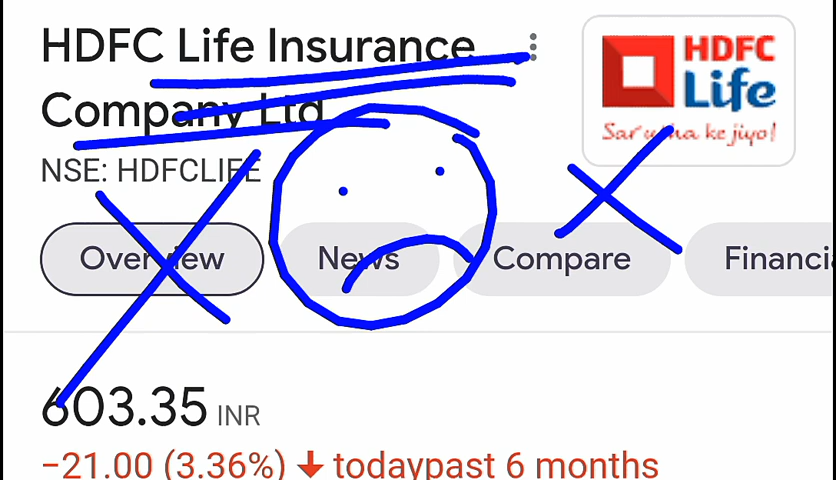 HDFC Life Insurance
Company Ltd
HDFC
Life
Sar utha ke jiyo!
NSE: HDFCLIFE
Overview News Compare Financi
603.35 INR
−21.00 (3.36%) ↓ todaypast 6 months